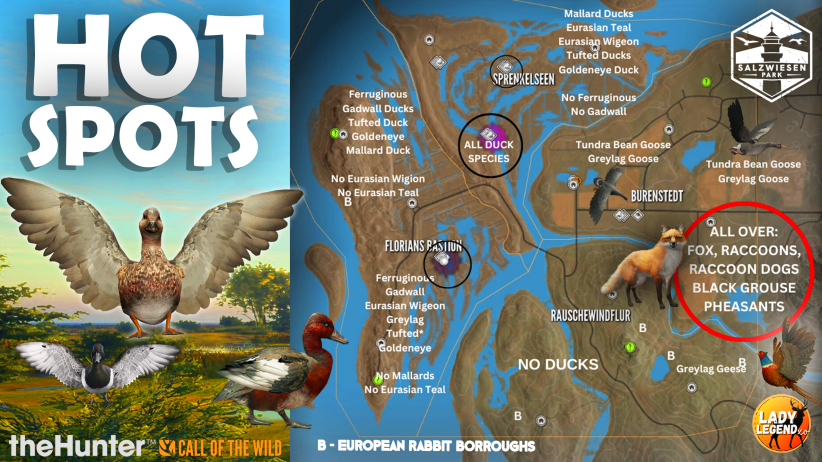 HOT
SPOTS
theHunter™
CALL OF THE WILD
Mallard Ducks
Eurasian Teal
Eurasian Wigeon
Tufted Ducks
Goldeneye Duck
No Ferruginous
No Gadwall
SPRENKELSEEN
SALZWIESEN
PARK
Ferruginous
Gadwall Ducks
Tufted Duck
Goldeneye
Mallard Duck
No Eurasian Wigion
No Eurasian Teal
B
ALL DUCK
SPECIES
Tundra Bean Goose
Greylag Goose
Tundra Bean Goose
Greylag Goose
BURENSTEDT
FLORIANS BASTION
Ferruginous
Gadwall
Eurasian Wigeon
Greylag
Tufted*
Goldeneye
No Mallards
No Eurasian Teal
ALL OVER:
FOX, RACCOONS,
RACCOON DOGS
BLACK GROUSE
PHEASANTS
RAUSCHEWINDFLUR
B
B
B
NO DUCKS
Greylag Geese
B
LADY
LEGEND
B - EUROPEAN RABBIT BORROUGHS